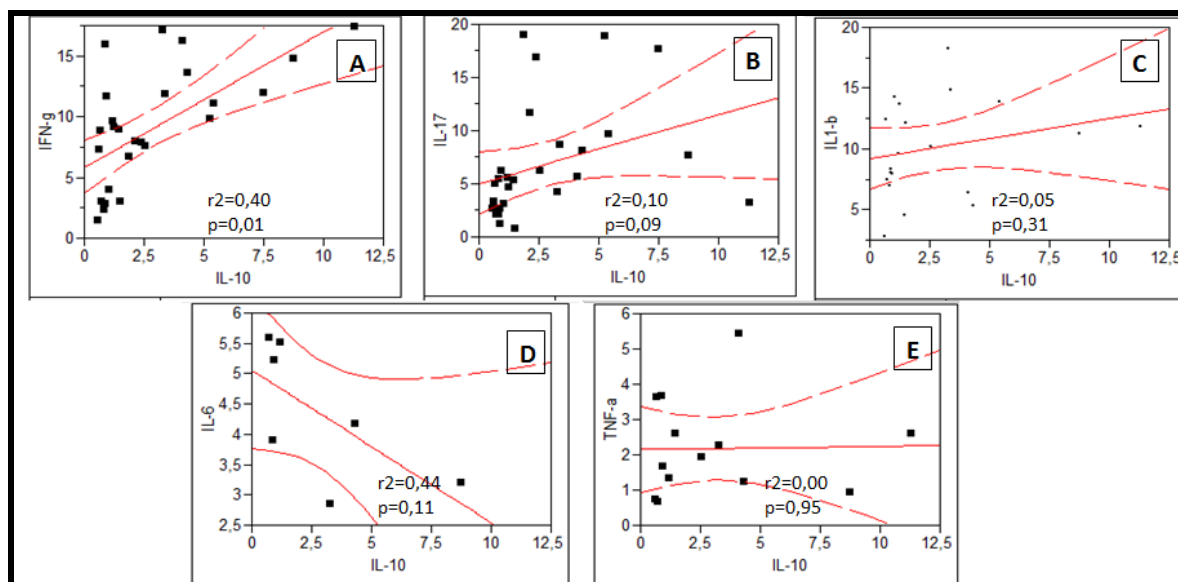 A
IFN-g
15
10
5
0
r2=0,40
p=0,01
0 2,5 5 7,5 10 12,5
IL-10
B
IL-17
20
15
10
5
0
r2=0,10
p=0,09
0 2,5 5 7,5 10 12,5
IL-10
C
IL1-b
20
15
10
5
r2=0,05
p=0,31
0 2,5 5 7,5 10 12,5
IL-10
D
IL-6
6
5,5
5
4,5
4
3,5
3
2,5
r2=0,44
p=0,11
0 2,5 5 7,5 10 12,5
IL-10
E
TNF-a
6
5
4
3
2
1
0
r2=0,00
p=0,95
0 2,5 5 7,5 10 12,5
IL-10